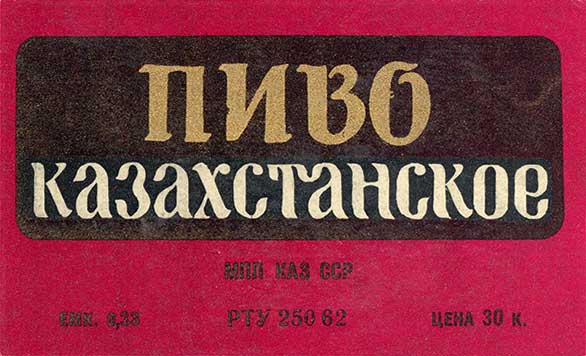 ПИВО
КАЗАХСТАНСКОЕ
МПП КАЗ ССР
ЕМК. 0,33 РТУ 250 62 ЦЕНА 30 К.